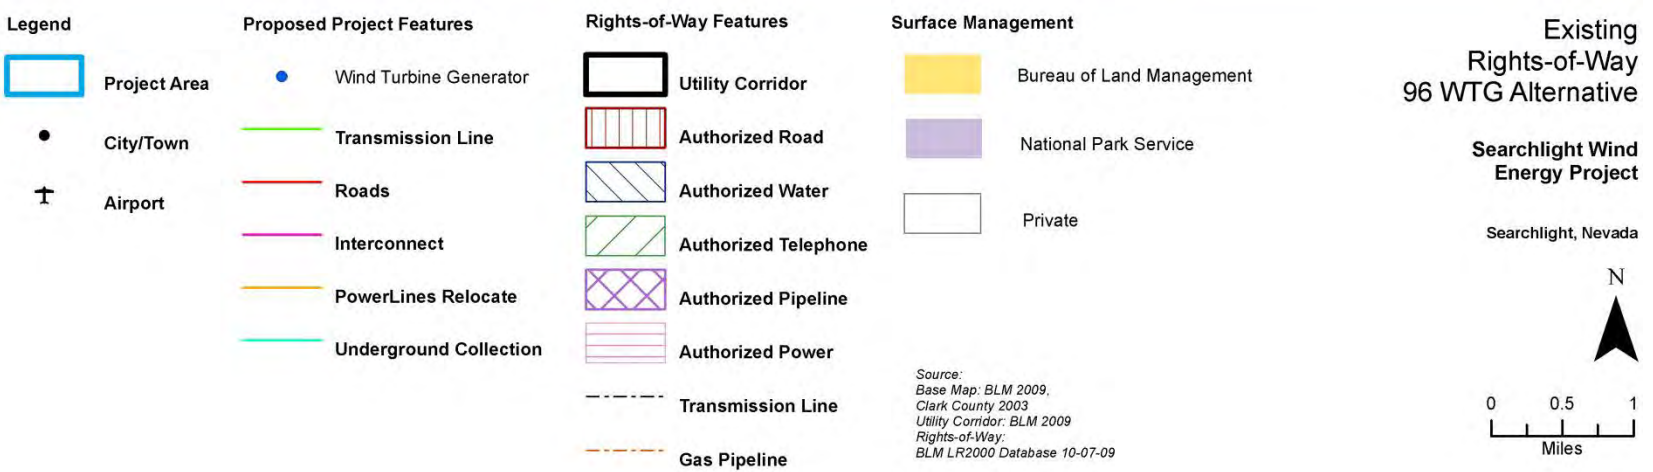 Legend
Project Area
City/Town
Airport
Proposed Project Features
Wind Turbine Generator
Transmission Line
Roads
Interconnect
PowerLines Relocate
Underground Collection
Rights-of-Way Features
Utility Corridor
Authorized Road
Authorized Water
Authorized Telephone
Authorized Pipeline
Authorized Power
Transmission Line
Gas Pipeline
Surface Management
Bureau of Land Management
National Park Service
Private
Source:
Base Map: BLM 2009,
Clark County 2003
Utility Corridor: BLM 2009
Rights-of-Way:
BLM LR2000 Database 10-07-09
Existing
Rights-of-Way
96 WTG Alternative
Searchlight Wind
Energy Project
Searchlight, Nevada
N
0 0.5 1
Miles